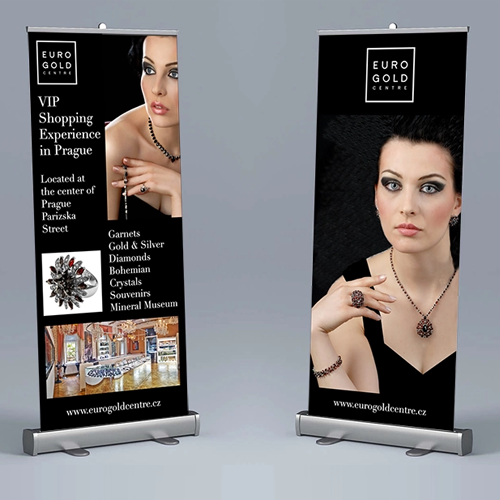 EURO
GOLD
CENTRE
VIP
Shopping
Experience
in Prague
Located at
the center of
Prague
Parizska
Street
Garnets
Gold & Silver
Diamonds
Bohemian
Crystals
Souvenirs
Mineral Museum
www.eurogoldcentre.cz
EURO
GOLD
CENTRE
www.eurogoldcentre.cz